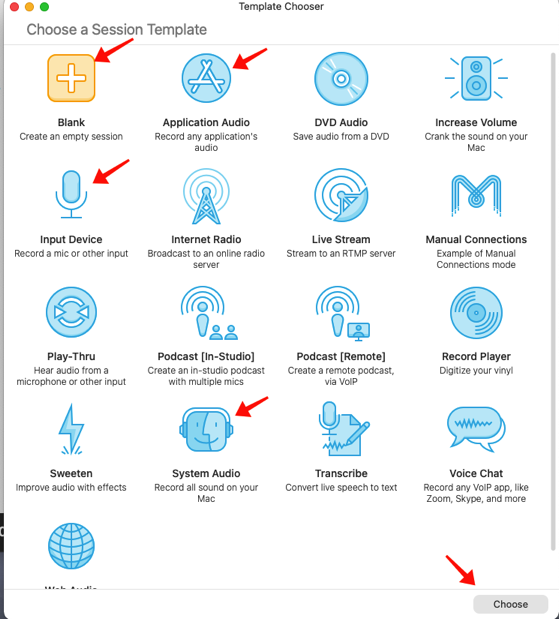 Template Chooser
Choose a Session Template
Blank
Create an empty session
Application Audio
Record any application's
audio
DVD Audio
Save audio from a DVD
Increase Volume
Crank the sound on your
Mac
Input Device
Record a mic or other input
Internet Radio
Broadcast to an online radio
server
Live Stream
Stream to an RTMP server
Manual Connections
Example of Manual
Connections mode
Play-Thru
Hear audio from a
microphone or other input
Podcast [In-Studio]
Create an in-studio podcast
with multiple mics
Podcast [Remote]
Create a remote podcast,
via VoIP
Record Player
Digitize your vinyl
Sweeten
Improve audio with effects
System Audio
Record all sound on your
Mac
Transcribe
Convert live speech to text
Voice Chat
Record any VoIP app, like
Zoom, Skype, and more
Web Audio
Choose